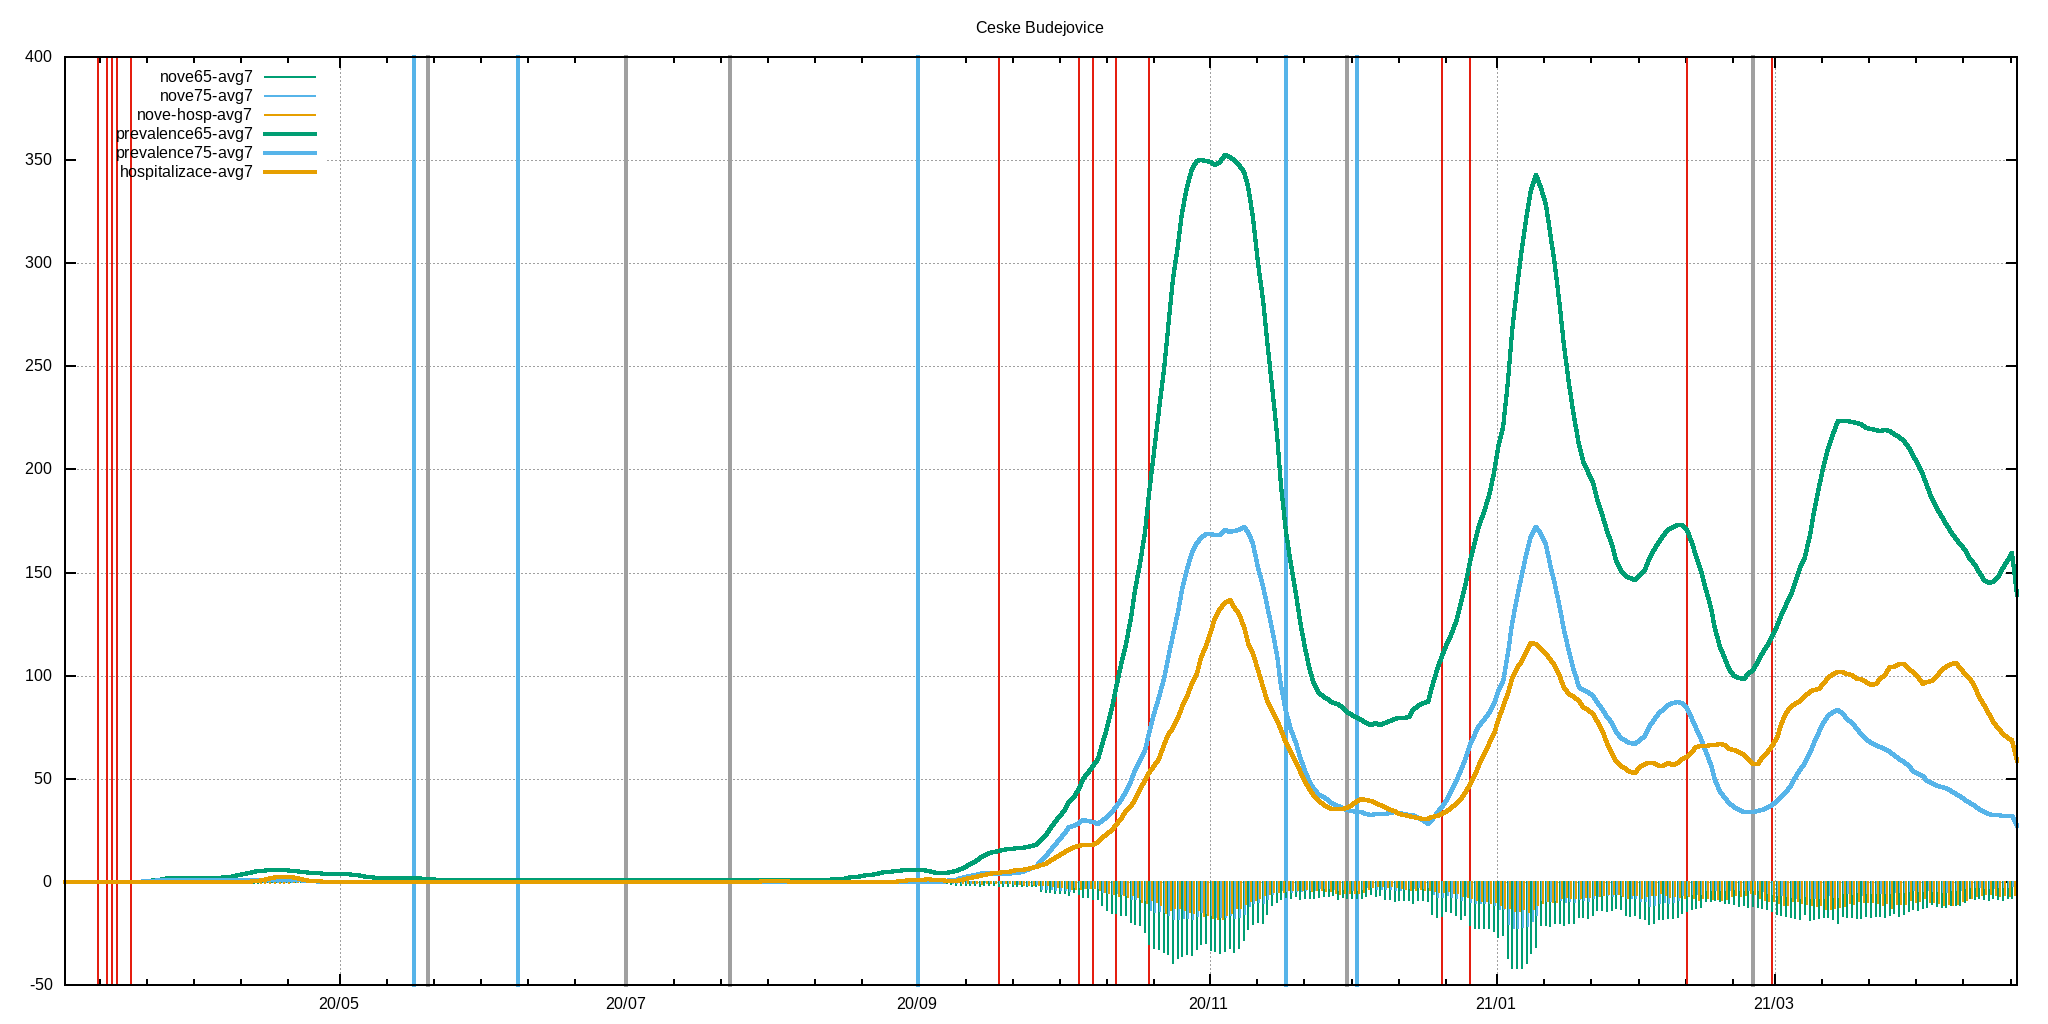 Ceske Budejovice
400
350
300
250
200
150
100
50
0
-50
nove65-avg7
nove75-avg7
nove-hosp-avg7
prevalence65-avg7
prevalence75-avg7
hospitalizace-avg7
20/05
20/07
20/09
20/11
21/01
21/03